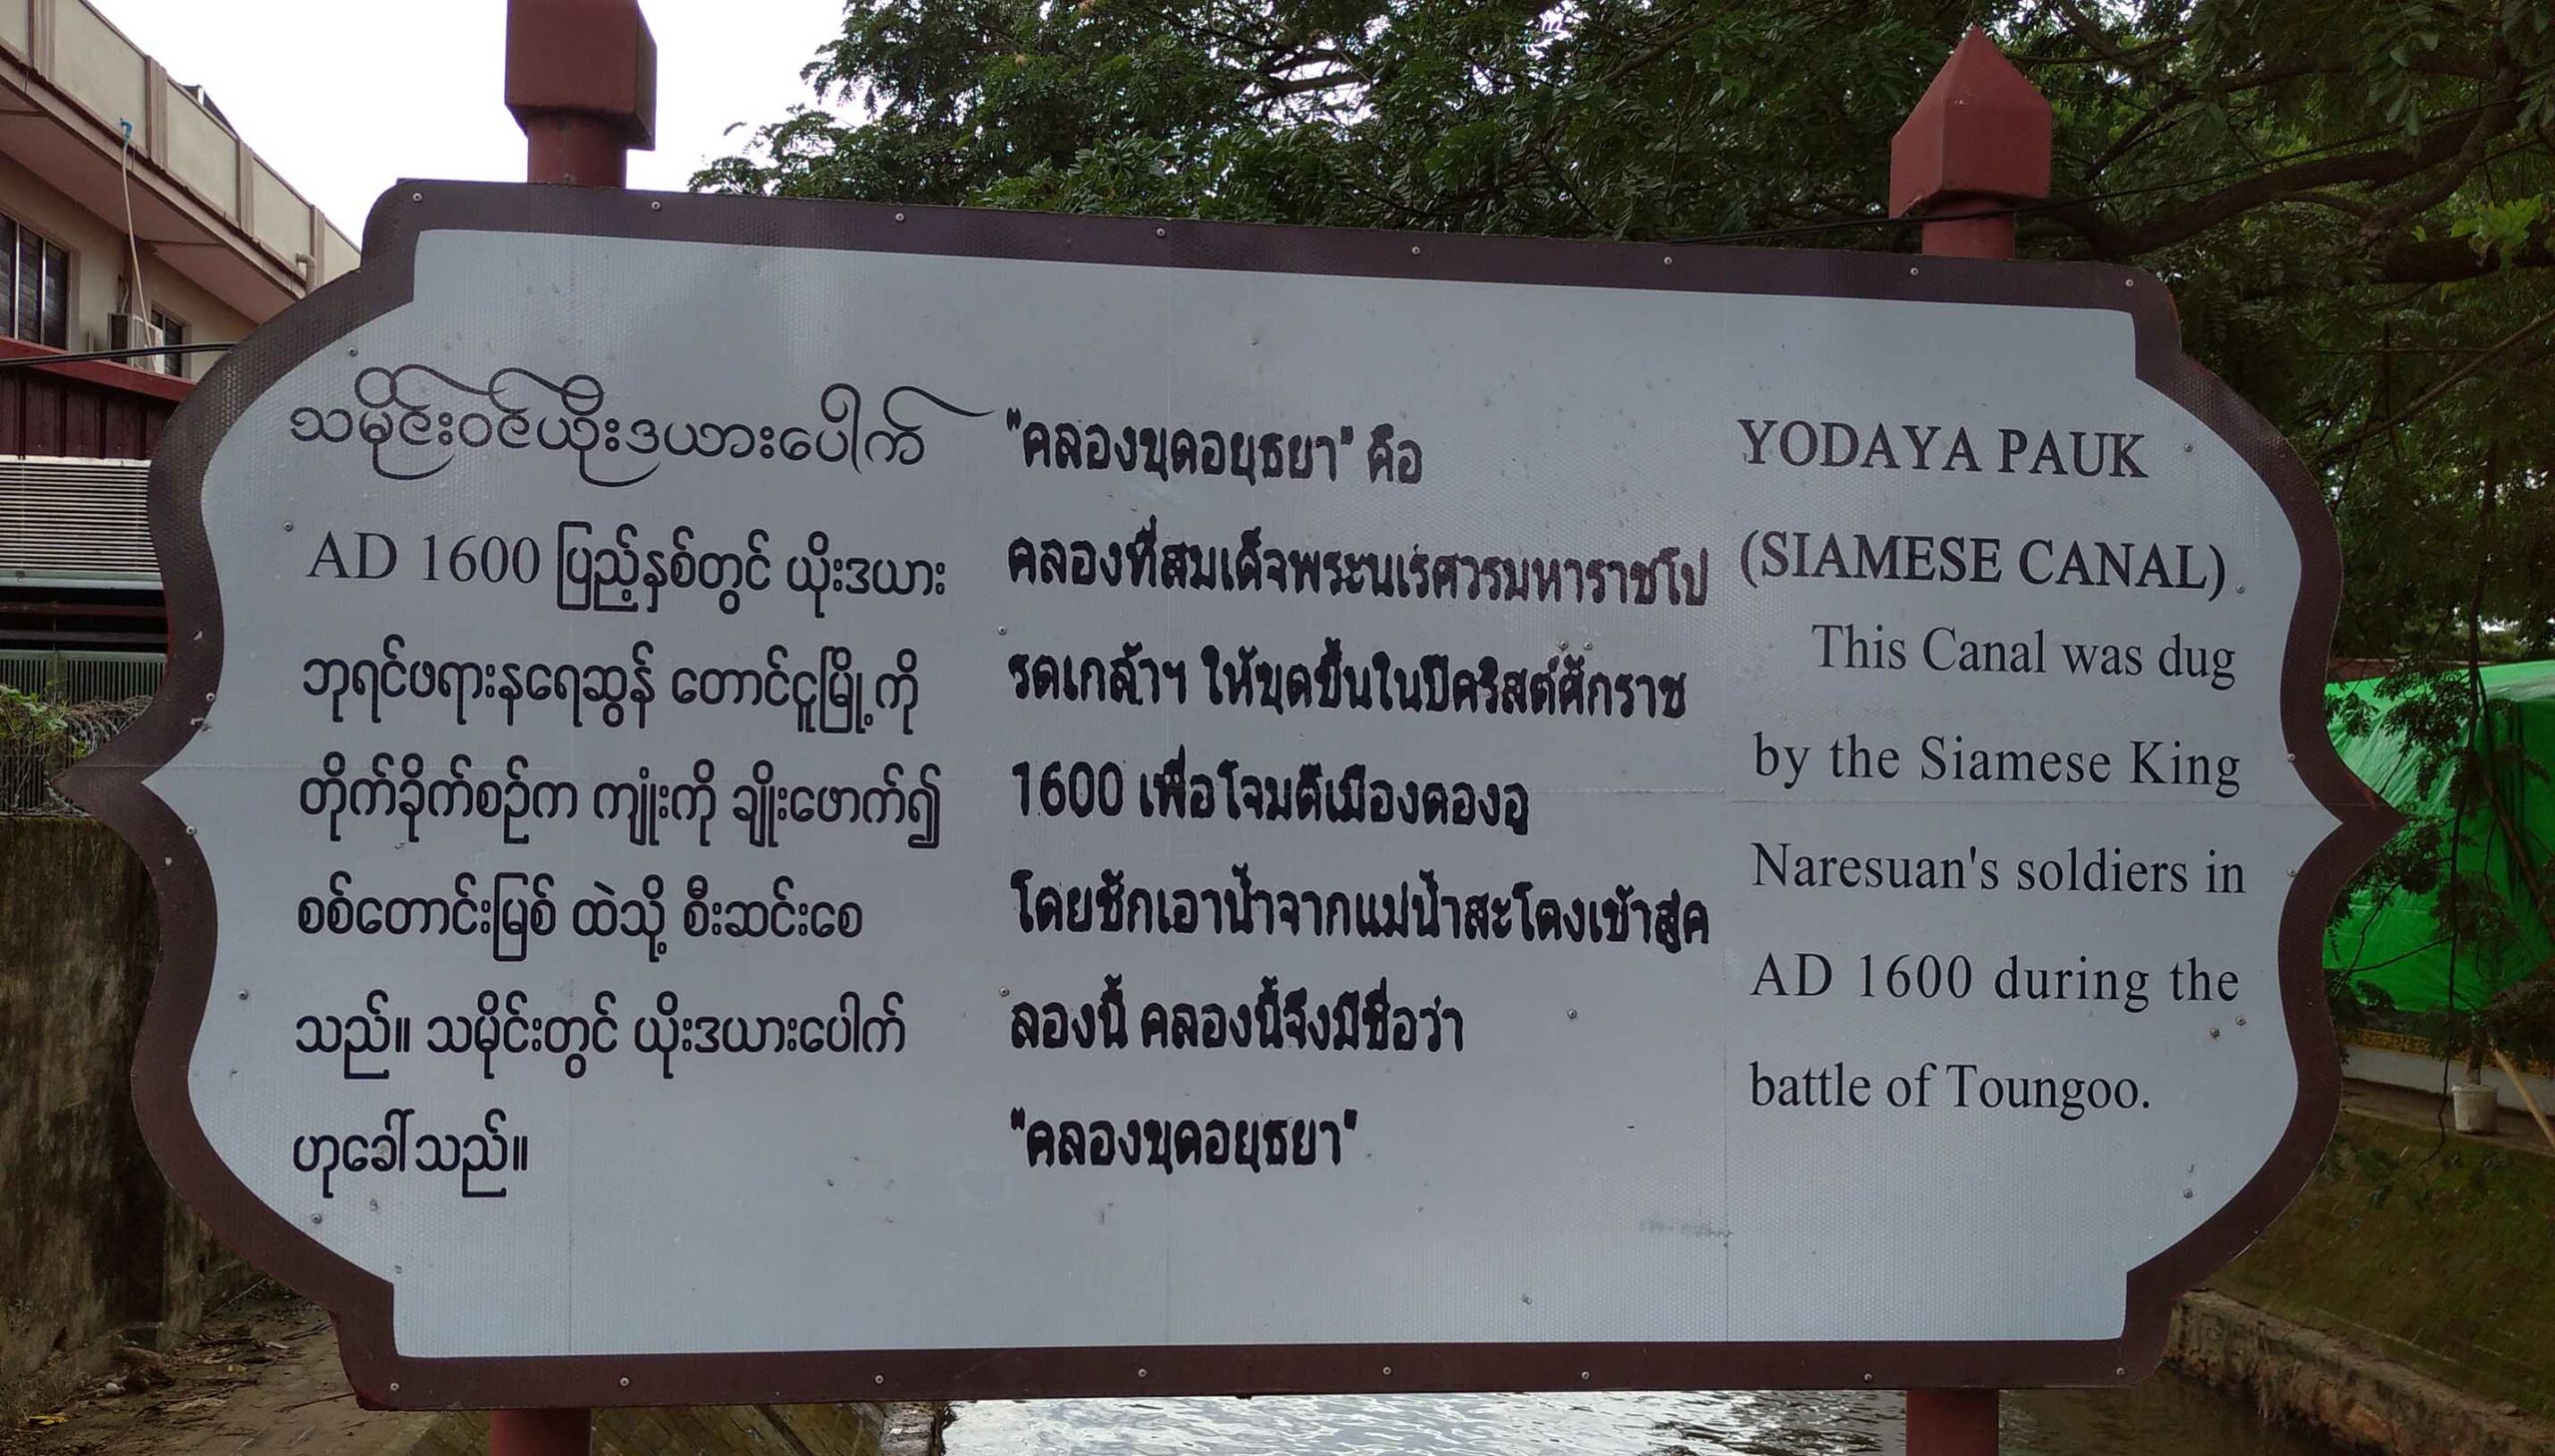 သမိုင်းဝင်ယိုးဒယားပေါက်
AD 1600 ပြည့်နှစ်တွင် ယိုးဒယား
ဘုရင်ဖရားနရေဆွန် တောင်ငူမြို့ကို
တိုက်ခိုက်စဉ်က ကျုံးကို ချိုးဖောက်၍
စစ်တောင်းမြစ် ထဲသို့ စီးဆင်းစေ
သည်။ သမိုင်းတွင် ယိုးဒယားပေါက်
ဟုခေါ်သည်။
"คลองขุดอยุธยา" คือ
คลองที่สมเด็จพระนเรศวรมหาราชโป
รดเกล้าฯ ให้ขุดขึ้นในปีคริสต์ศักราช
1600 เพื่อโจมตีเมืองตองอู
โดยชักเอาน้ำจากแม่น้ำสะโตงเข้าสู่ค
ลองนี้ คลองนี้จึงมีชื่อว่า
"คลองขุดอยุธยา"
YODAYA PAUK
(SIAMESE CANAL)
This Canal was dug
by the Siamese King
Naresuan's soldiers in
AD 1600 during the
battle of Toungoo.